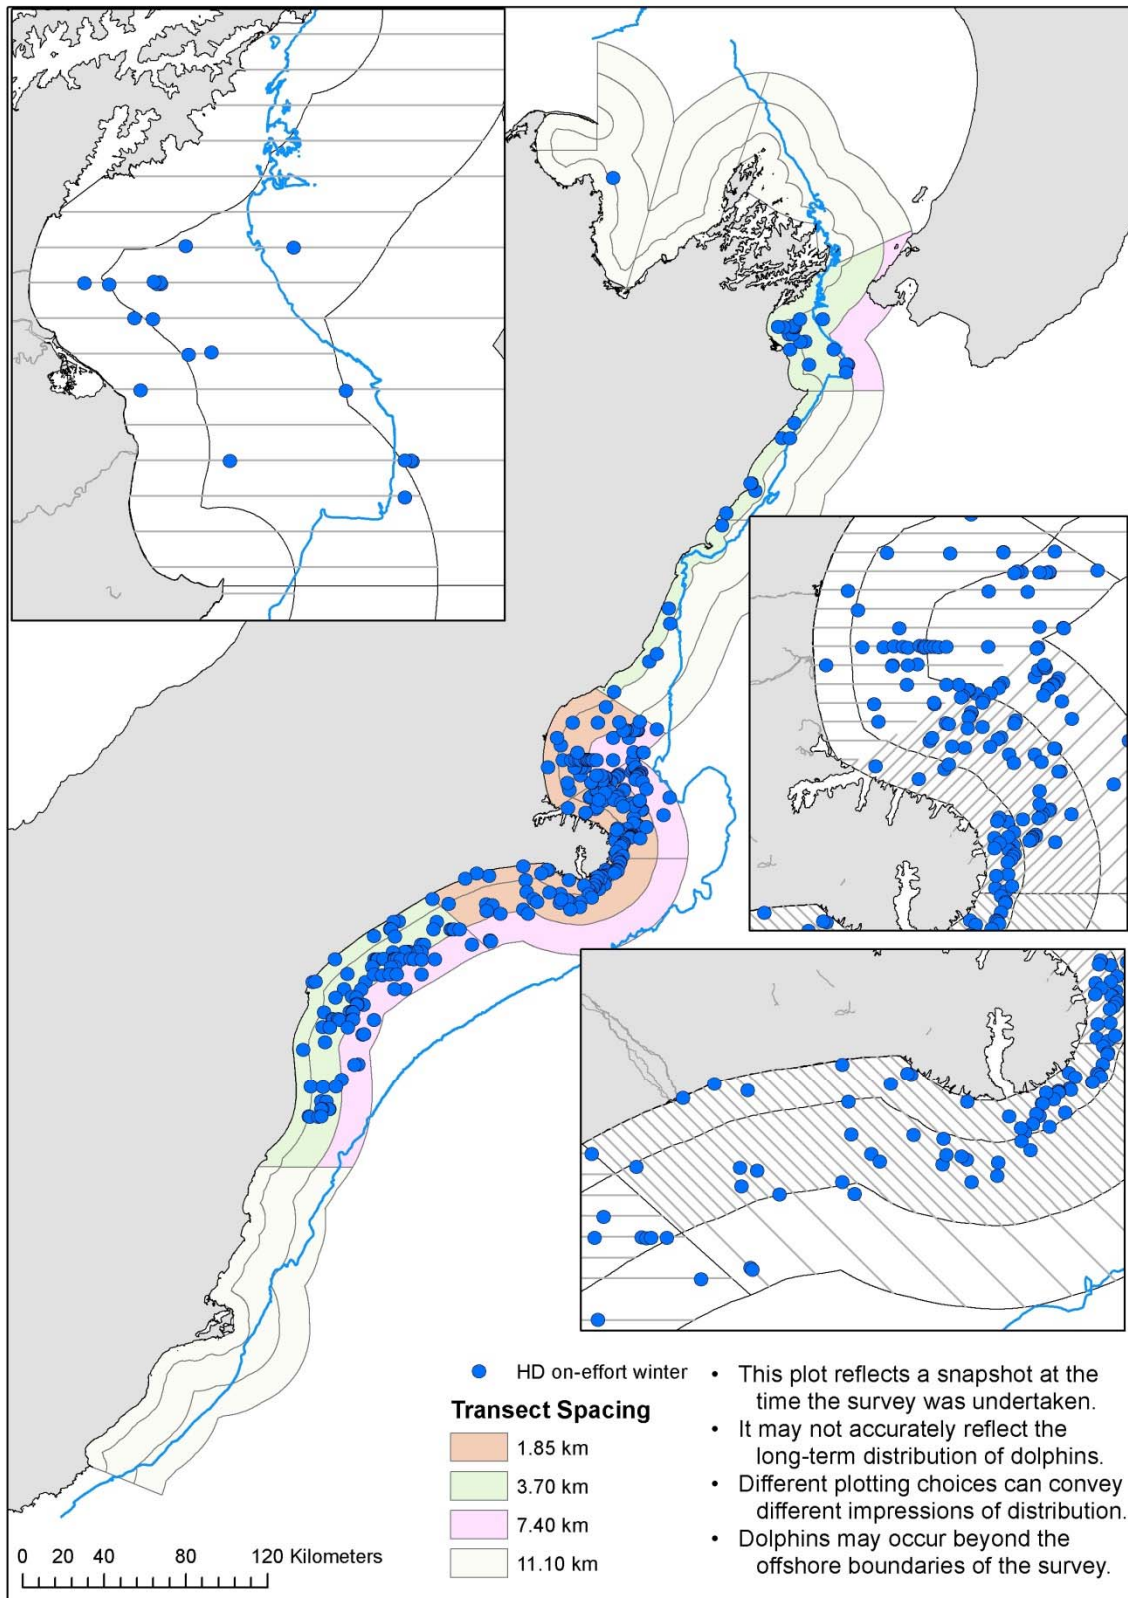 HD on-effort winter
Transect Spacing
1.85 km
3.70 km
7.40 km
11.10 km
0 20 40 80 120 Kilometers
• This plot reflects a snapshot at the
time the survey was undertaken.
• It may not accurately reflect the
long-term distribution of dolphins.
• Different plotting choices can convey
different impressions of distribution.
• Dolphins may occur beyond the
offshore boundaries of the survey.